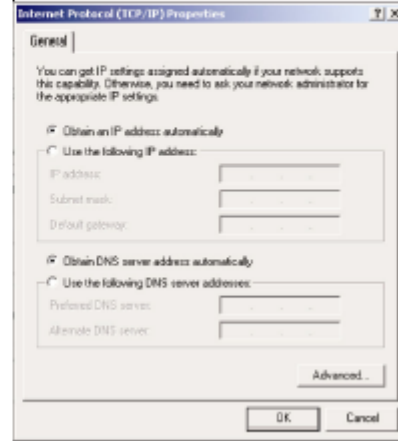 Internet Protocol (TCP/IP) Properties
General
You can get IP settings assigned automatically if your network supports
this capability. Otherwise, you need to ask your network administrator for
the appropriate IP settings.
Obtain an IP address automatically
Use the following IP address:
IP address:
Subnet mask:
Default gateway:
Obtain DNS server address automatically
Use the following DNS server addresses:
Preferred DNS server:
Alternate DNS server:
Advanced...
OK
Cancel